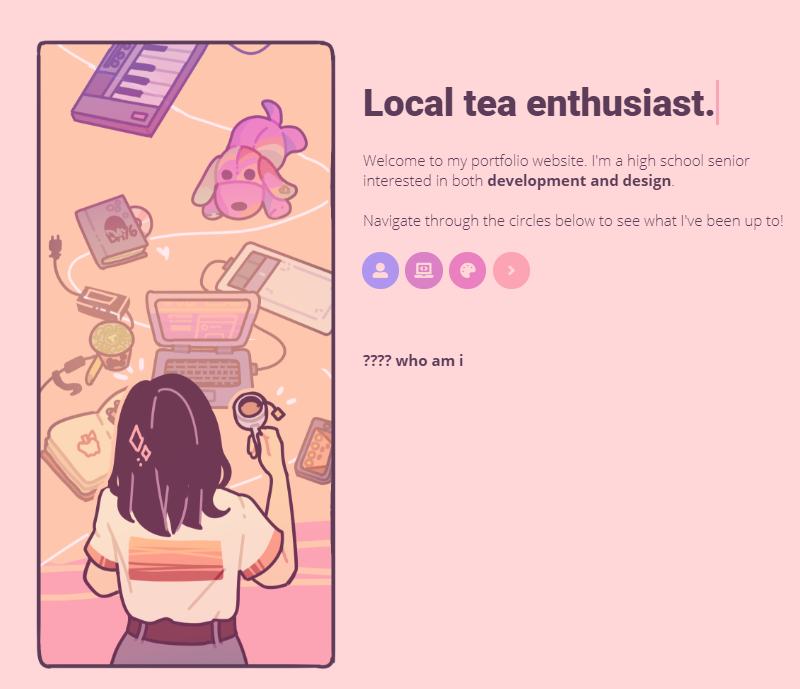 Local tea enthusiast.
Welcome to my portfolio website. I'm a high school senior
interested in both development and design.
Navigate through the circles below to see what I've been up to!
???? who am i